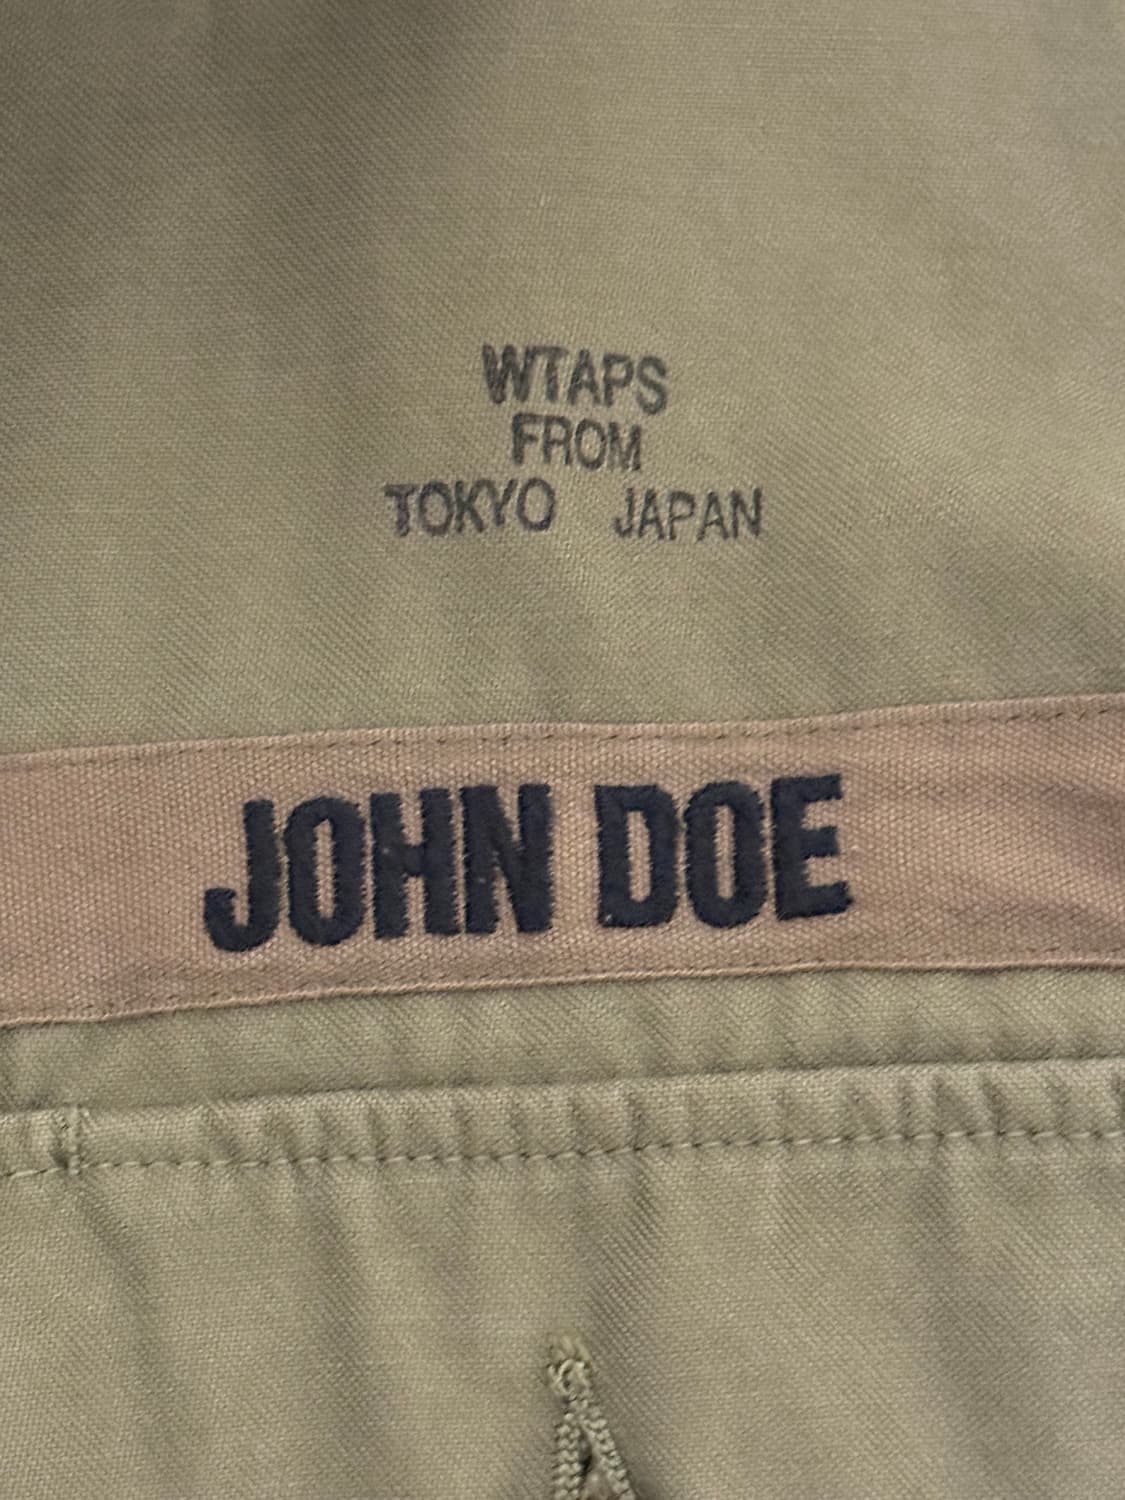 WTAPS
FROM
TOKYO JAPAN
JOHN DOE